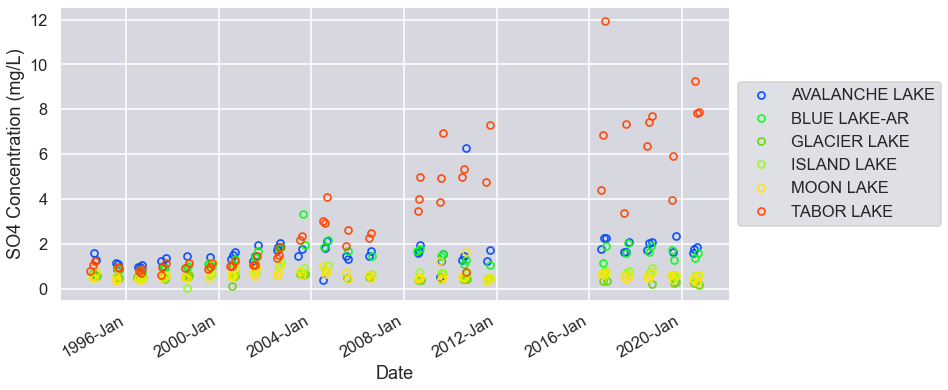 12
10
8
6
4
2
0
SO4 Concentration (mg/L)
1996-Jan
2000-Jan
2004-Jan
2008-Jan
2012-Jan
2016-Jan
2020-Jan
Date
AVALANCHE LAKE
BLUE LAKE-AR
GLACIER LAKE
ISLAND LAKE
MOON LAKE
TABOR LAKE